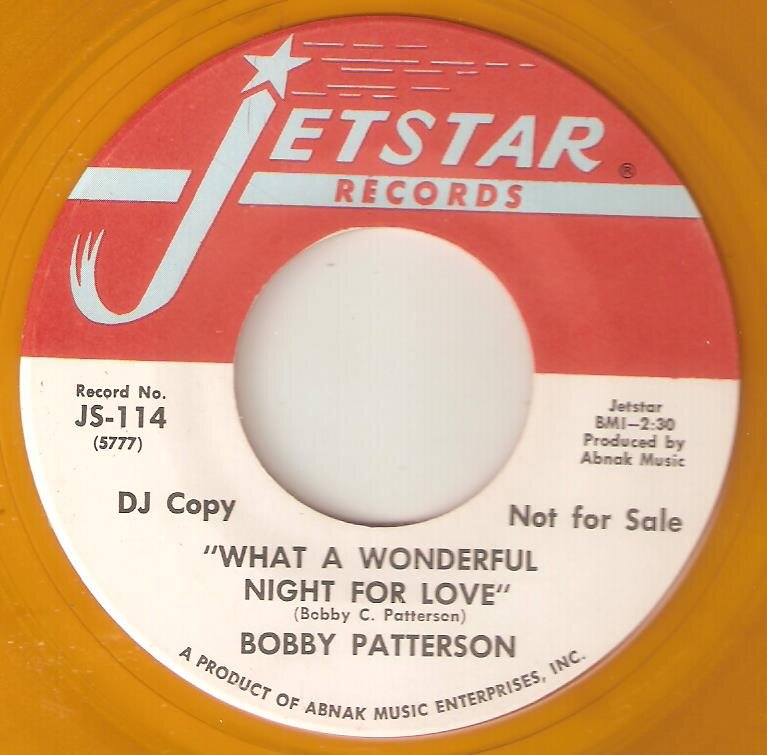 JETSTAR ®
RECORDS
Record No.
JS-114
(5777)
Jetstar
BMI—2:30
Produced by
Abnak Music
DJ Copy
Not for Sale
"WHAT A WONDERFUL
NIGHT FOR LOVE"
(Bobby C. Patterson)
BOBBY PATTERSON
A PRODUCT OF ABNAK MUSIC ENTERPRISES, INC.